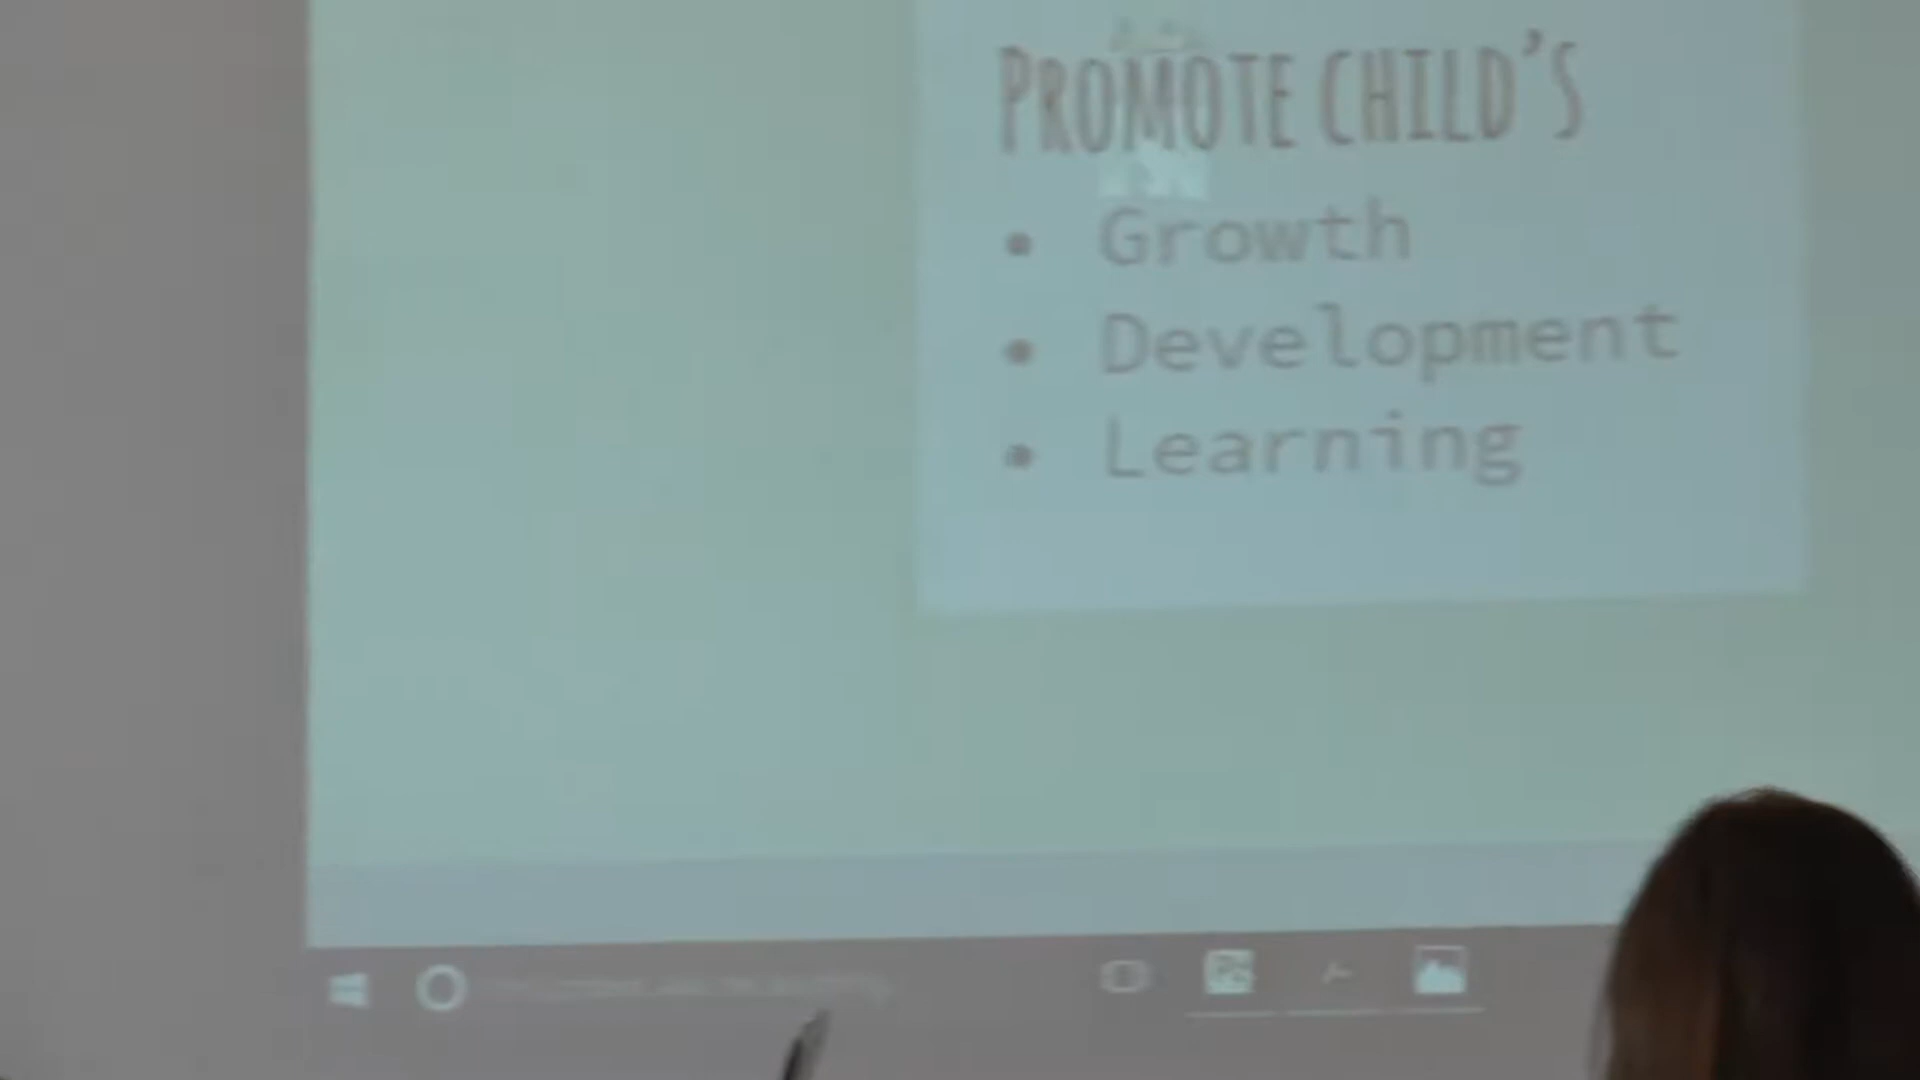 PROMOTE CHILD'S
• Growth
• Development
• Learning